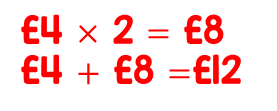 £4 × 2 = £8
£4 + £8 =£12